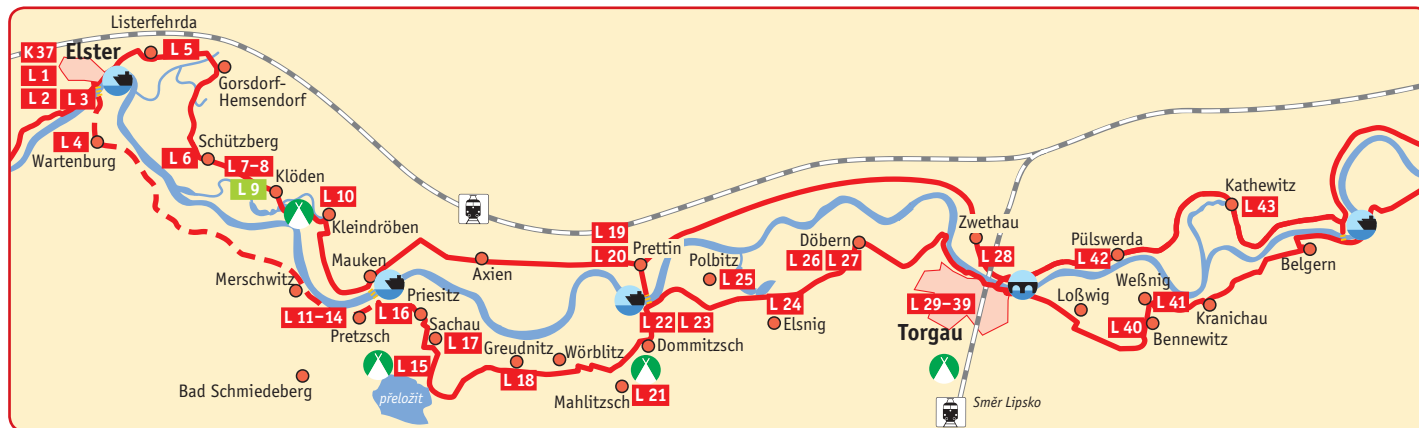 Listerfehrda
K 37
Elster
L 5
L 1
Gorsdorf-
Hemsendorf
L 2
L 3
L 4
Wartenburg
Schützberg
L 6
L 7–8
Klöden
L 9
L 10
Kleindröben
Mauken
Merschwitz
L 11–14
Pretzsch
L 16
Priesitz
Sachau
L 17
L 15
přeložit
Bad Schmiedeberg
Axien
Greudnitz
L 18
Wörblitz
Mahlitzsch
L 21
L 19
L 20
Prettin
L 22
L 23
Dommitzsch
Polbitz
L 25
Döbern
L 26
L 27
L 24
Elsnig
Zwethau
L 28
L 29–39
Torgau
Směr Lipsko
Pülswerda
L 42
Loßwig
Weßnig
L 41
L 40
Bennewitz
Kranichau
Kathewitz
L 43
Belgern